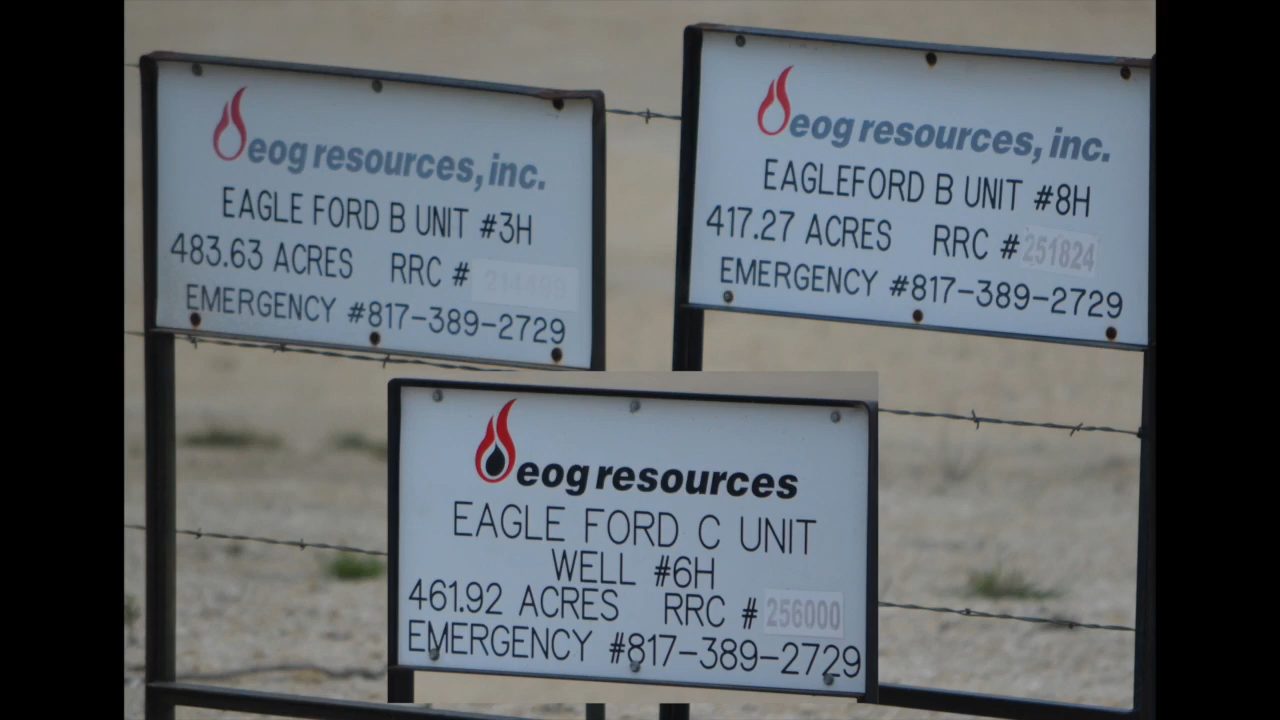 eog resources, inc.
EAGLE FORD B UNIT #3H
483.63 ACRES RRC #
EMERGENCY #817-389-2729
eog resources, inc.
EAGLEFORD B UNIT #8H
417.27 ACRES RRC #251824
EMERGENCY #817-389-2729
eog resources
EAGLE FORD C UNIT
WELL #6H
461.92 ACRES RRC #256000
EMERGENCY #817-389-2729